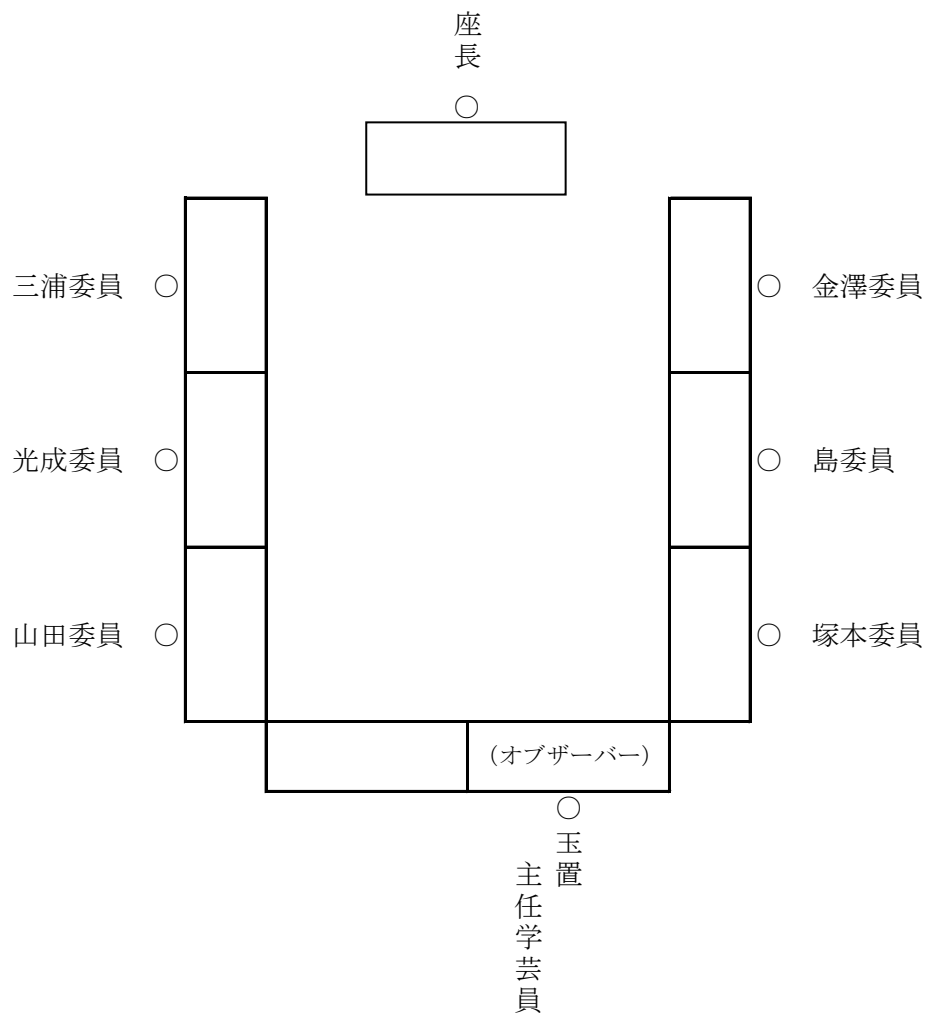 座長
三浦委員
金澤委員
光成委員
島委員
山田委員
塚本委員
(オブザーバー)
玉置
主任学芸員